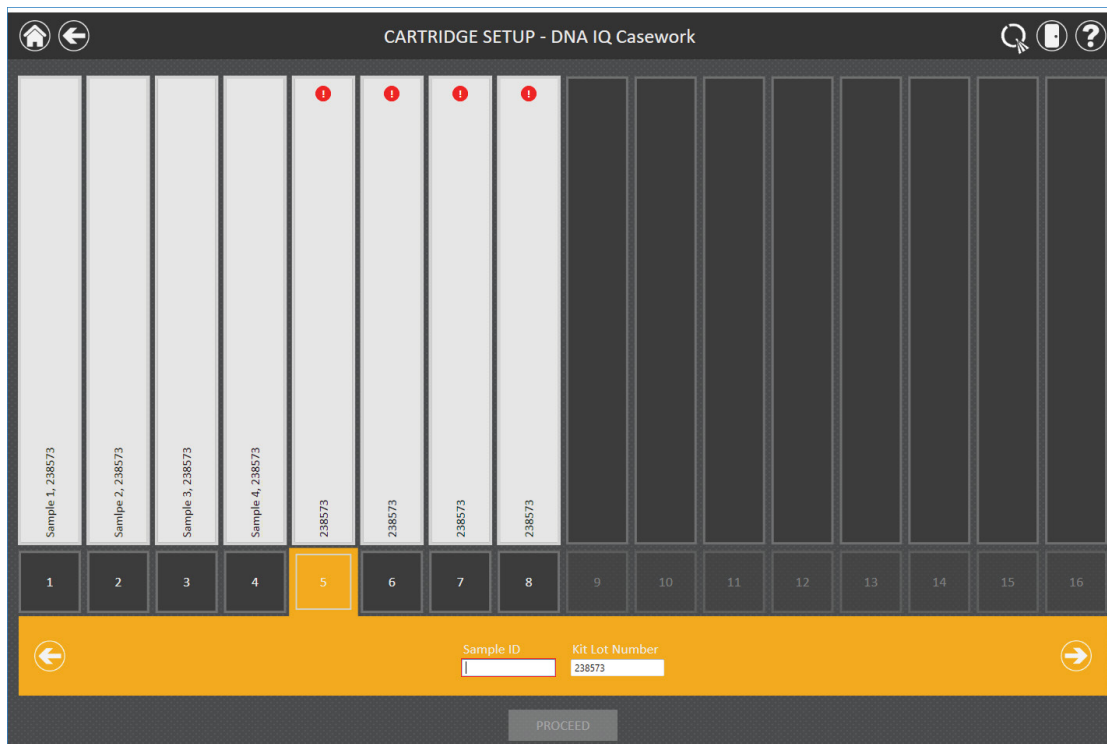 CARTRIDGE SETUP - DNA IQ Casework
?
! ! ! !
Sample 1, 238573
Samlpe 2, 238573
Sample 3, 238573
Sample 4, 238573
238573
238573
238573
238573
1 2 3 4 5 6 7 8 9 10 11 12 13 14 15 16
Sample ID Kit Lot Number
238573
PROCEED